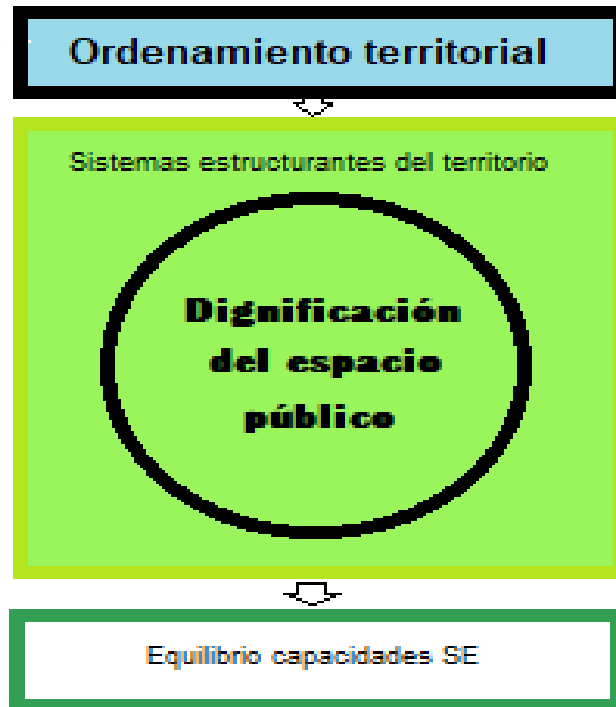 Ordenamiento territorial
Sistemas estructurantes del territorio
Dignificación
del espacio
público
Equilibrio capacidades SE